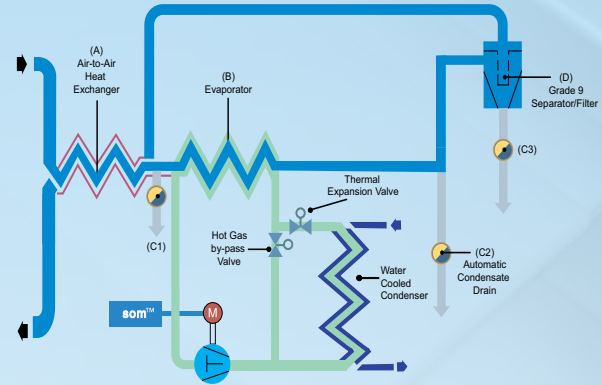 (A)
Air-to-Air
Heat
Exchanger
(B)
Evaporator
(D)
Grade 9
Separator/Filter
(C3)
Thermal
Expansion Valve
(C1)
Hot Gas
by-pass
Valve
Water
Cooled
Condenser
(C2)
Automatic
Condensate
Drain
som™
M